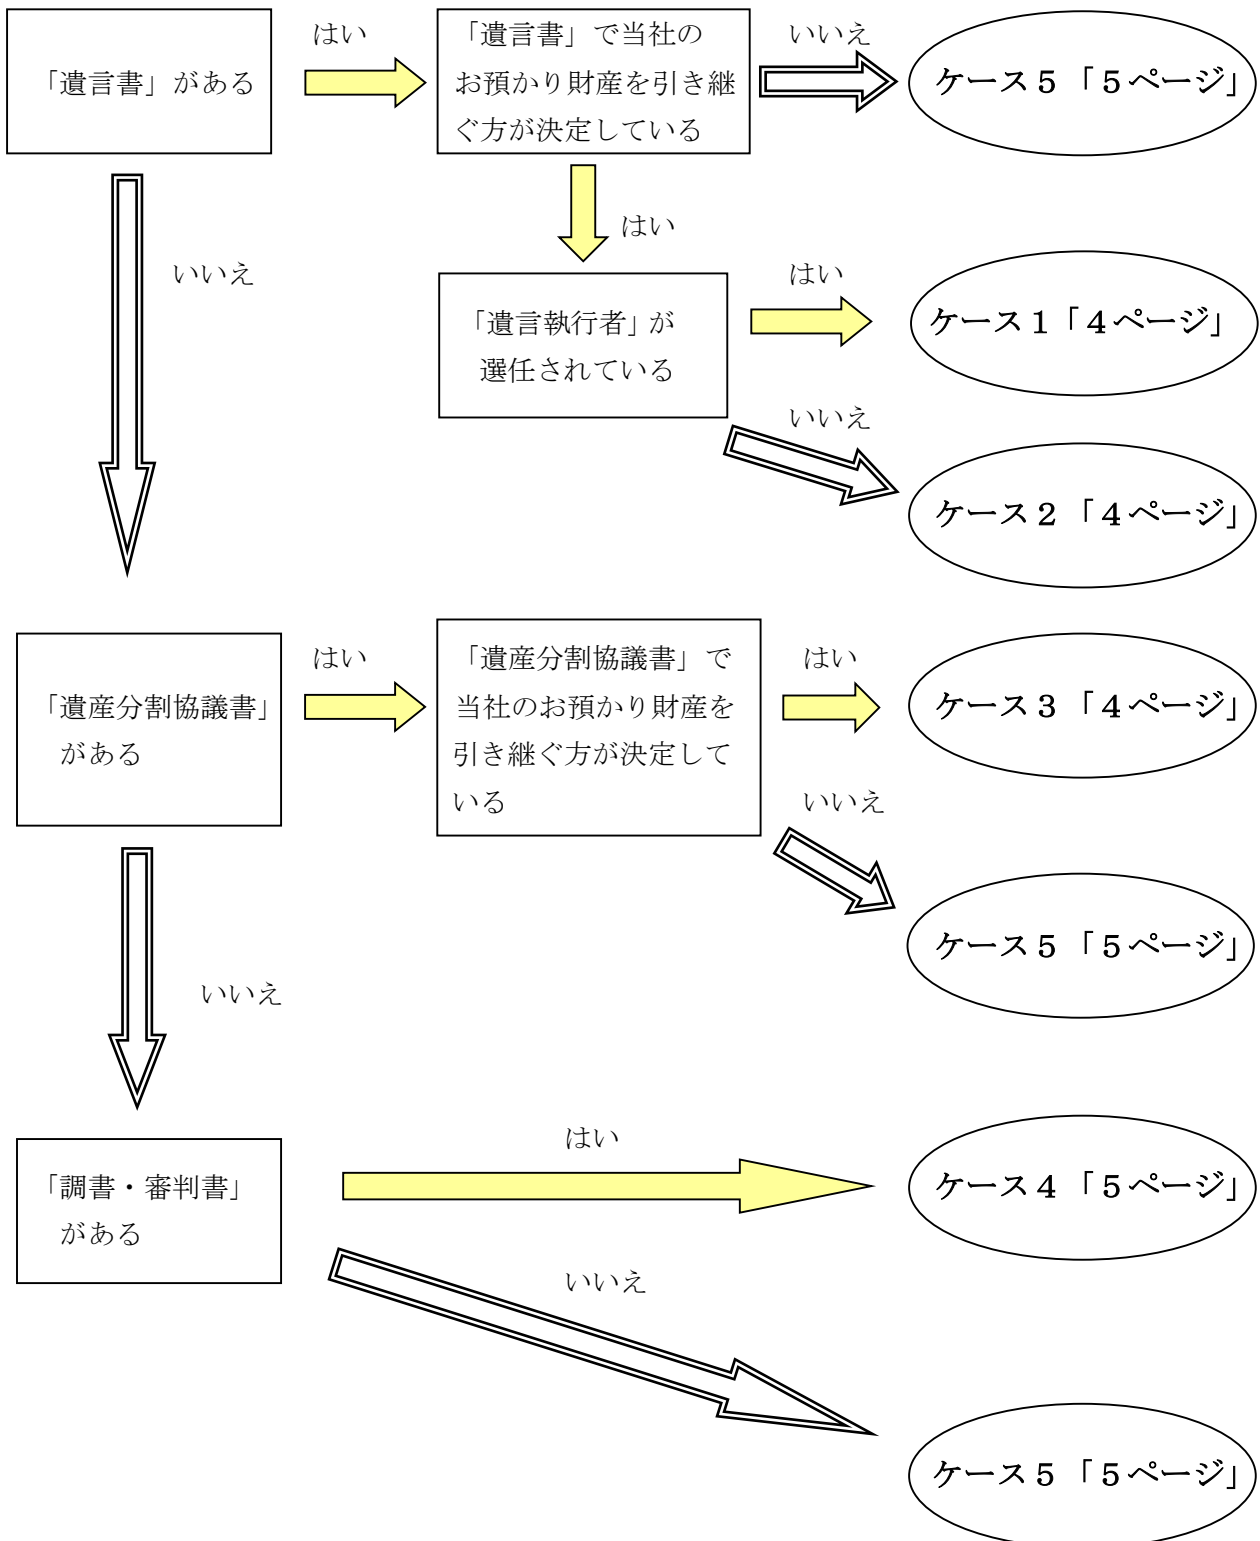 「遺言書」がある
はい
「遺言書」で当社の
お預かり財産を引き継
ぐ方が決定している
いいえ
ケース５「５ページ」
はい
いいえ
「遺言執行者」が
選任されている
はい
ケース１「４ページ」
いいえ
ケース２「４ページ」
「遺産分割協議書」
がある
はい
「遺産分割協議書」で
当社のお預かり財産を
引き継ぐ方が決定して
いる
はい
ケース３「４ページ」
いいえ
ケース５「５ページ」
いいえ
「調書・審判書」
がある
はい
ケース４「５ページ」
いいえ
ケース５「５ページ」